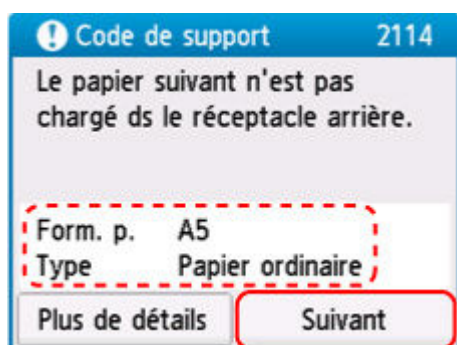 Code de support 2114
Le papier suivant n'est pas
chargé ds le réceptacle arrière.
Form. p. A5
Type Papier ordinaire
Plus de détails Suivant